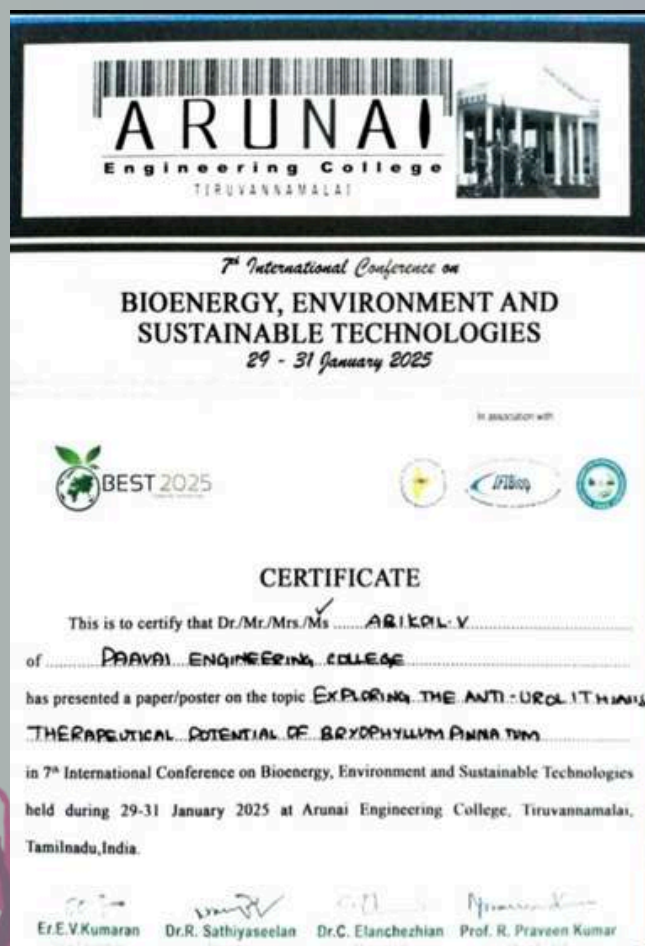 ARUNAI
Engineering College
TIRUVANNAMALAI
7th International Conference on
BIOENERGY, ENVIRONMENT AND
SUSTAINABLE TECHNOLOGIES
29 - 31 January 2025
In association with
BEST 2025
IFIBiop
CERTIFICATE
This is to certify that Dr./Mr./Mrs./Ms ABIKAIL.V
of PAAVAI ENGINEERING COLLEGE
has presented a paper/poster on the topic EXPLORING THE ANTI-UROLITHIASIS
THERAPEUTICAL POTENTIAL OF BRYOPHYLLUM PINNATUM
in 7th International Conference on Bioenergy, Environment and Sustainable Technologies
held during 29-31 January 2025 at Arunai Engineering College, Tiruvannamalai,
Tamilnadu,India.
Er.E.V.Kumaran Dr.R. Sathiyaseelan Dr.C. Elanchezhian Prof. R. Praveen Kumar